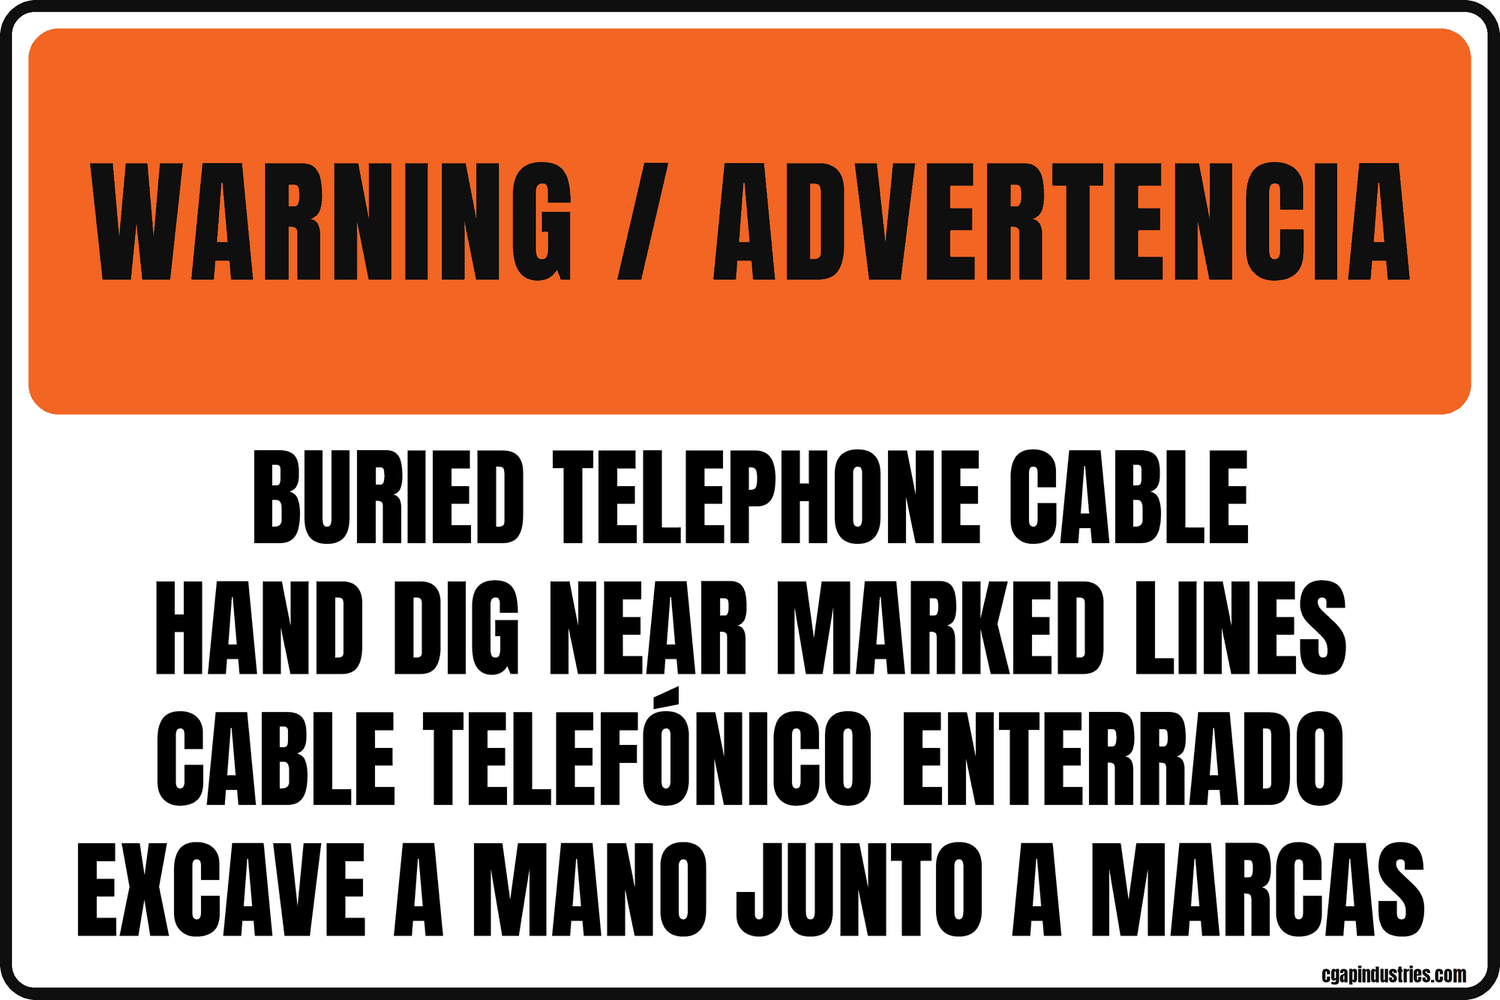 WARNING / ADVERTENCIA
BURIED TELEPHONE CABLE
HAND DIG NEAR MARKED LINES
CABLE TELEFÓNICO ENTERRADO
EXCAVE A MANO JUNTO A MARCAS
cgapindustries.com